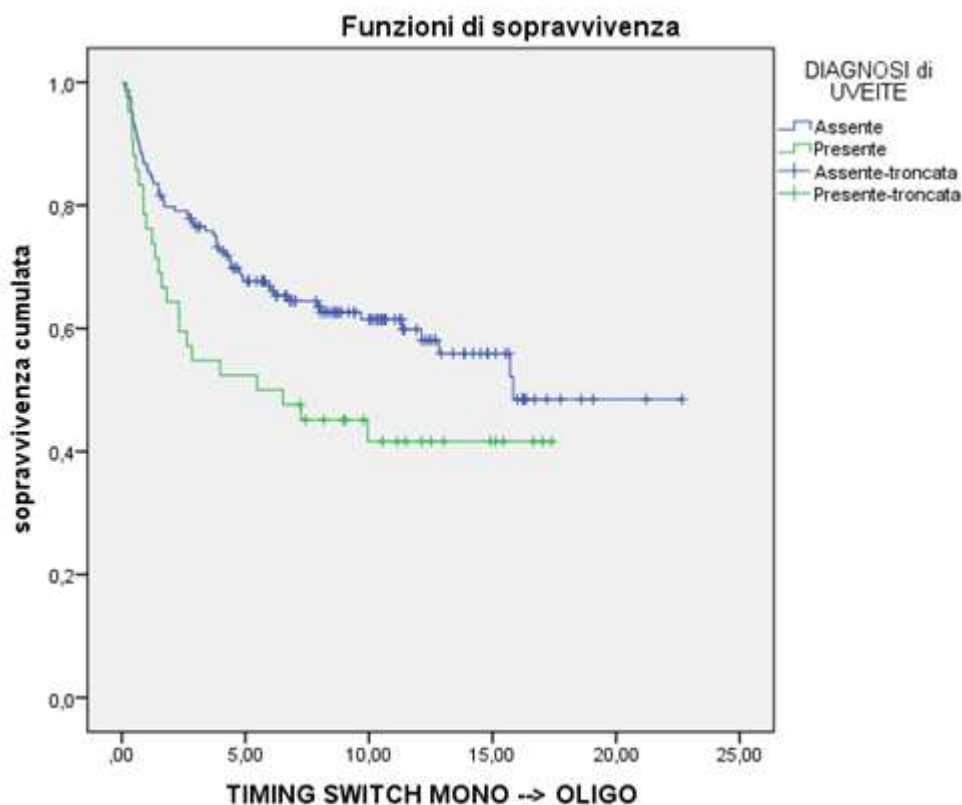 Funzioni di sopravvivenza
DIAGNOSI di
UVEITE
Assente
Presente
Assente-troncata
Presente-troncata
sopravvivenza cumulata
1,0
0,8
0,6
0,4
0,2
0,0
,00
5,00
10,00
15,00
20,00
25,00
TIMING SWITCH MONO --> OLIGO